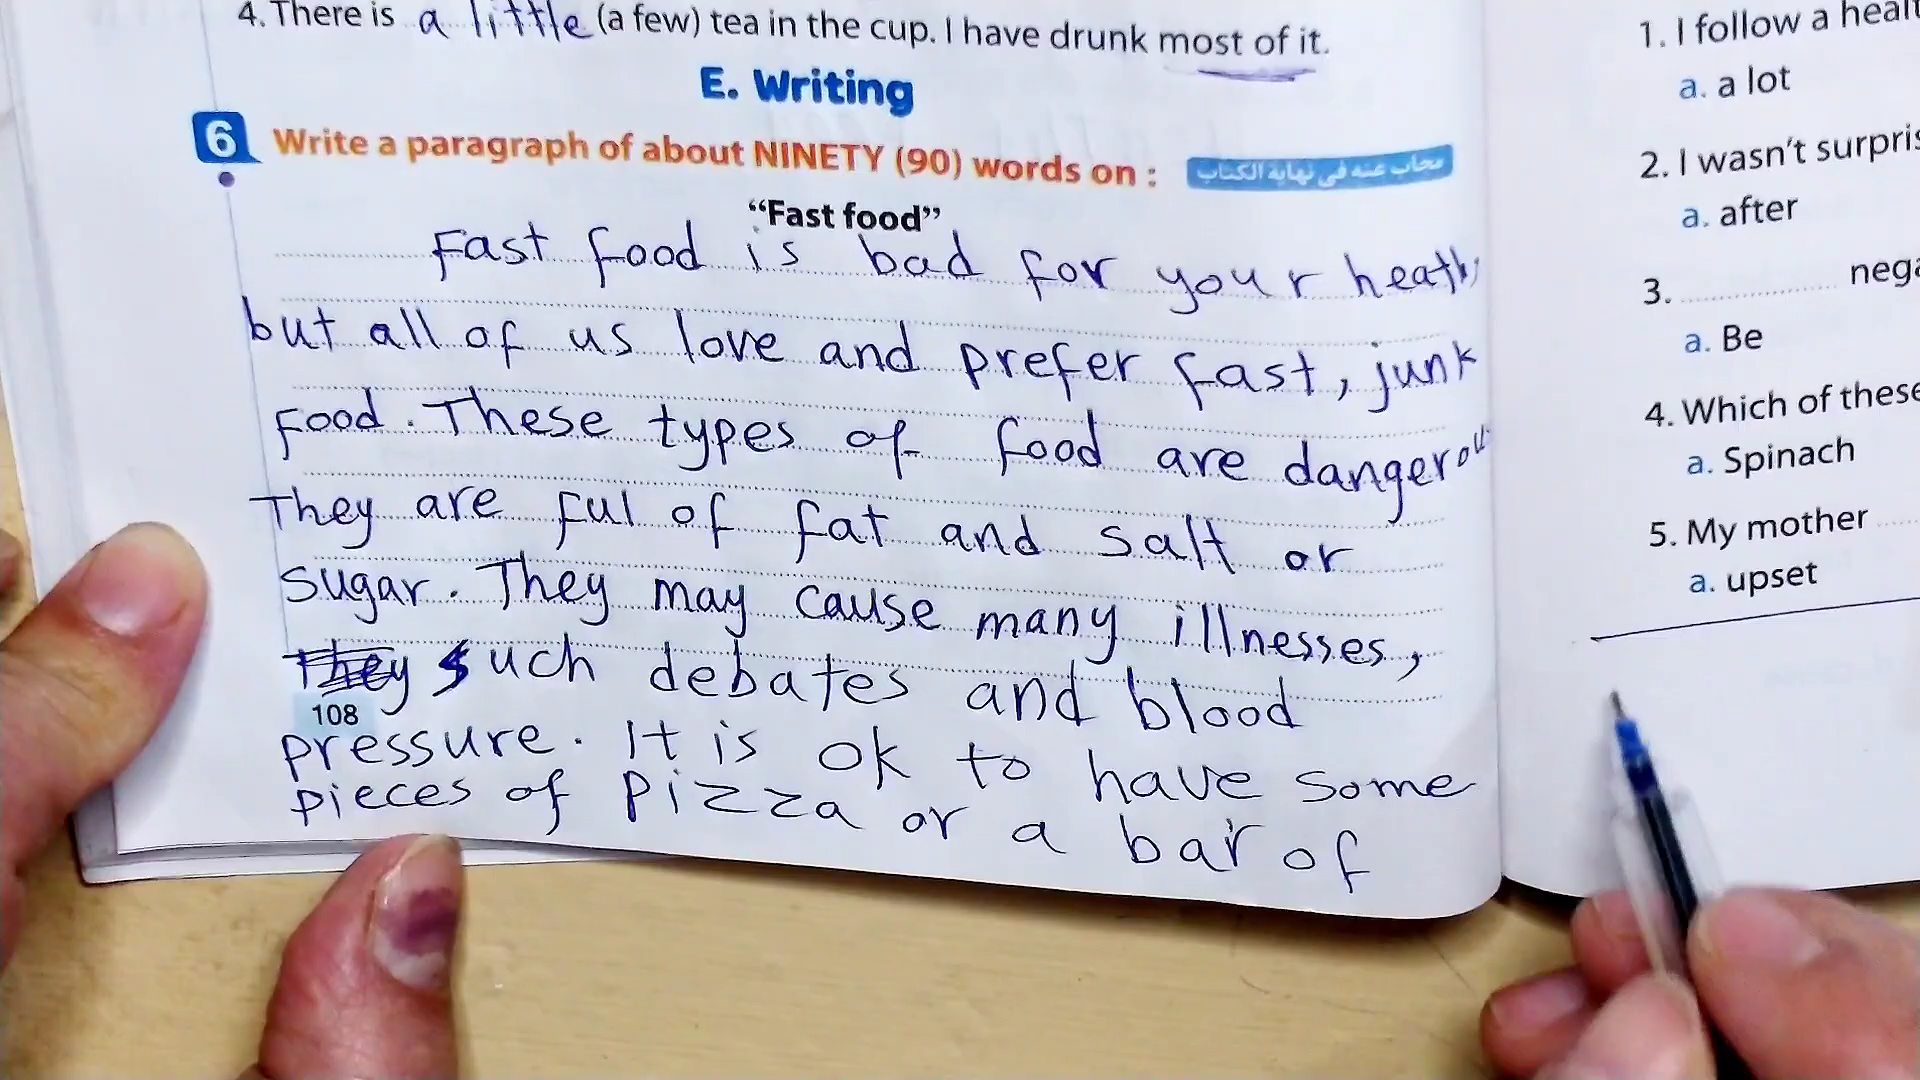 4. There is a little (a few) tea in the cup. I have drunk most of it.
E. Writing
6 Write a paragraph of about NINETY (90) words on :
مجاب عنه فى نهاية الكتاب
“Fast food”
Fast food is bad for your heath,
but all of us love and prefer fast, junk
food. These types of food are dangerou
They are ful of fat and salt or
sugar. They may cause many illnesses,
They such debates and blood
108
pressure. It is ok to have some
pieces of pizza or a bar of
1. I follow a healt
a. a lot
2. I wasn't surpris
a. after
3. ............... nega
a. Be
4. Which of these
a. Spinach
5. My mother ......
a. upset